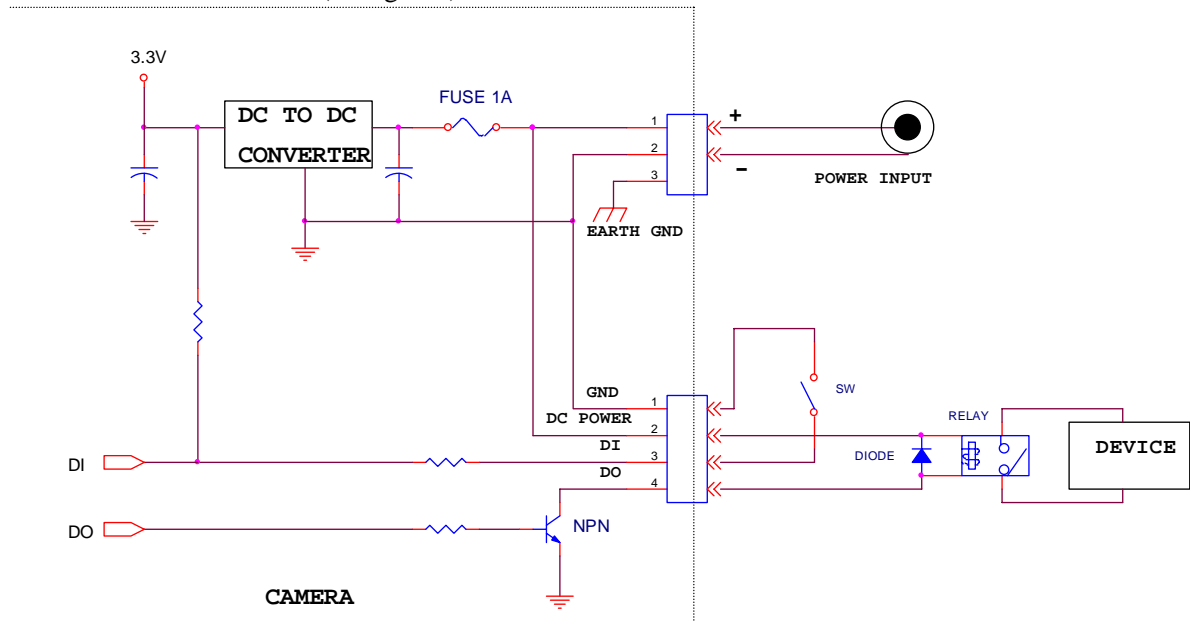 3.3V
FUSE 1A
DC TO DC
CONVERTER
1
2
3
+
-
POWER INPUT
EARTH GND
GND
DC POWER
DI
DO
1
2
3
4
SW
RELAY
DIODE
DEVICE
DI
DO
NPN
CAMERA